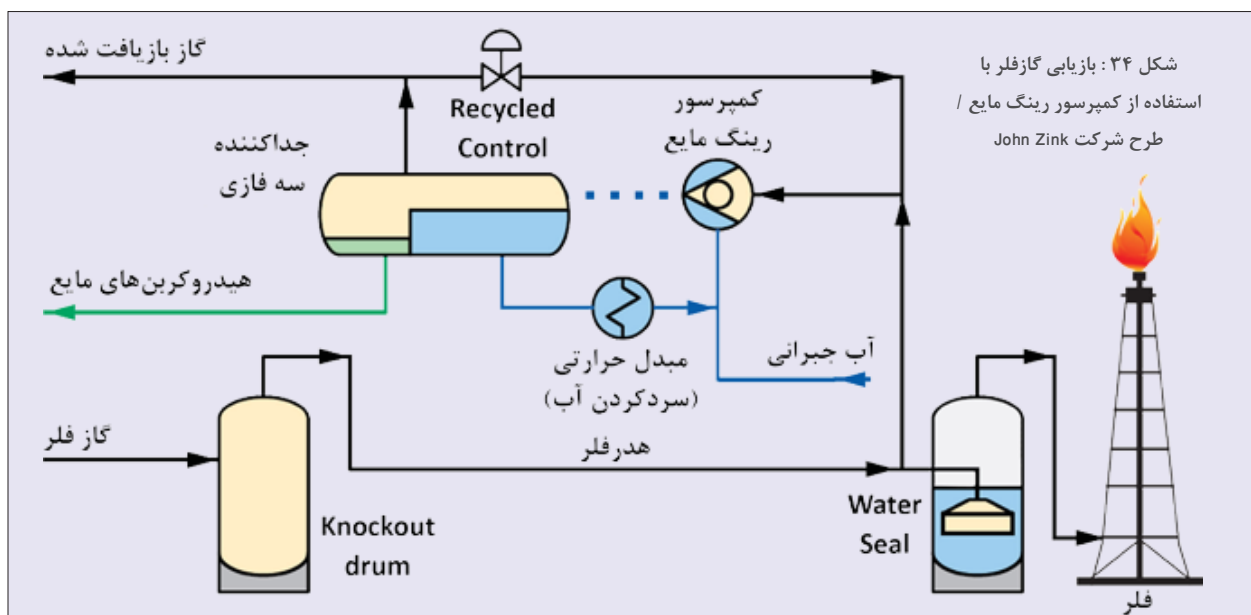 شکل ۳۴ : بازیابی گازفلر با
استفاده از کمپرسور رینگ مایع /
طرح شرکت John Zink
گاز بازیافت شده
Recycled
Control
کمپرسور
رینگ مایع
جداکننده
سه فازی
هیدروکربن‌های مایع
مبدل حرارتی
(سردکردن آب)
آب جبرانی
گاز فلر
هدرفلر
Knockout
drum
Water
Seal
فلر